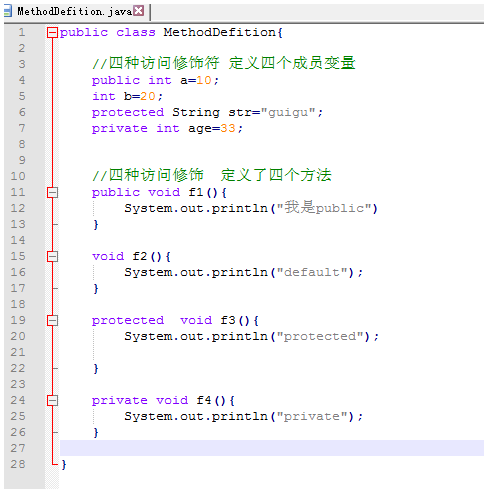 MethodDefition.java
1 public class MethodDefition{
2
3 //四种访问修饰符 定义四个成员变量
4 public int a=10;
5 int b=20;
6 protected String str="guigu";
7 private int age=33;
8
9
10 //四种访问修饰  定义了四个方法
11 public void f1(){
12 System.out.println("我是public")
13 }
14
15 void f2(){
16 System.out.println("default");
17 }
18
19 protected  void f3(){
20 System.out.println("protected");
21
22 }
23
24 private void f4(){
25 System.out.println("private");
26 }
27
28 }